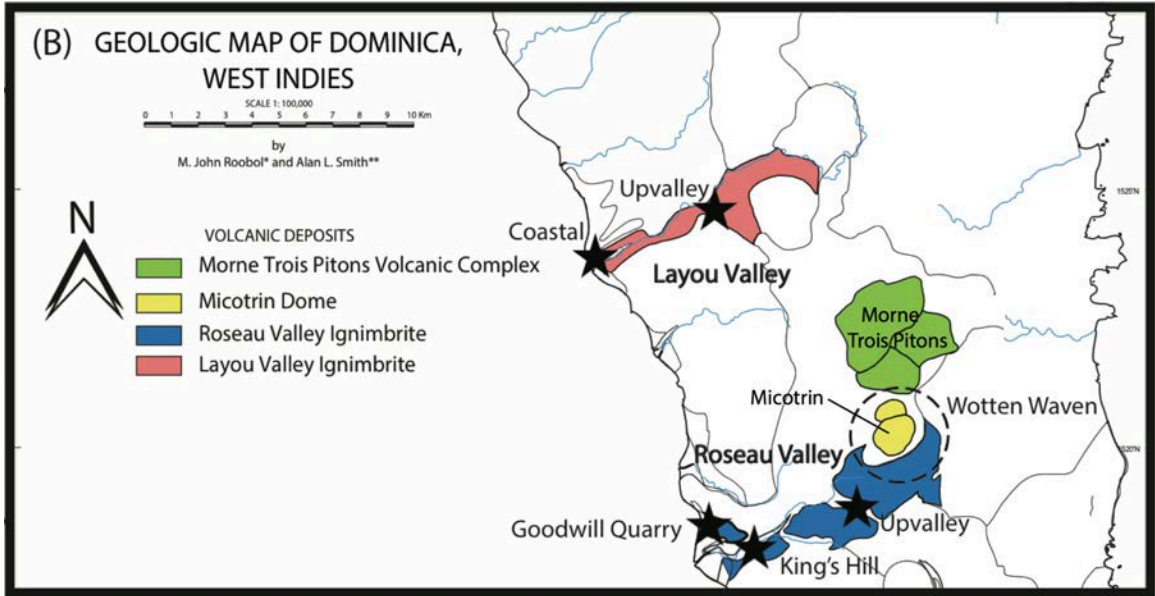 (B) GEOLOGIC MAP OF DOMINICA,
WEST INDIES
SCALE 1: 100,000
0 1 2 3 4 5 6 7 8 9 10 Km
by
M. John Roobol* and Alan L. Smith**
N
VOLCANIC DEPOSITS
Morne Trois Pitons Volcanic Complex
Micotrin Dome
Roseau Valley Ignimbrite
Layou Valley Ignimbrite
Upvalley
Coastal
Layou Valley
Morne
Trois Pitons
Micotrin
Wotten Waven
Roseau Valley
Goodwill Quarry
Upvalley
King's Hill
1525'N
1520'N